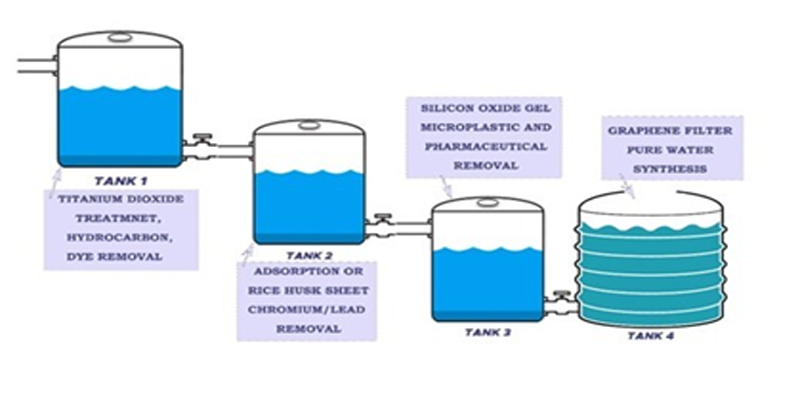 TANK 1
TITANIUM DIOXIDE
TREATMNET,
HYDROCARBON,
DYE REMOVAL
TANK 2
ADSORPTION OR
RICE HUSK SHEET
CHROMIUM/LEAD
REMOVAL
SILICON OXIDE GEL
MICROPLASTIC AND
PHARMACEUTICAL
REMOVAL
TANK 3
GRAPHENE FILTER
PURE WATER
SYNTHESIS
TANK 4